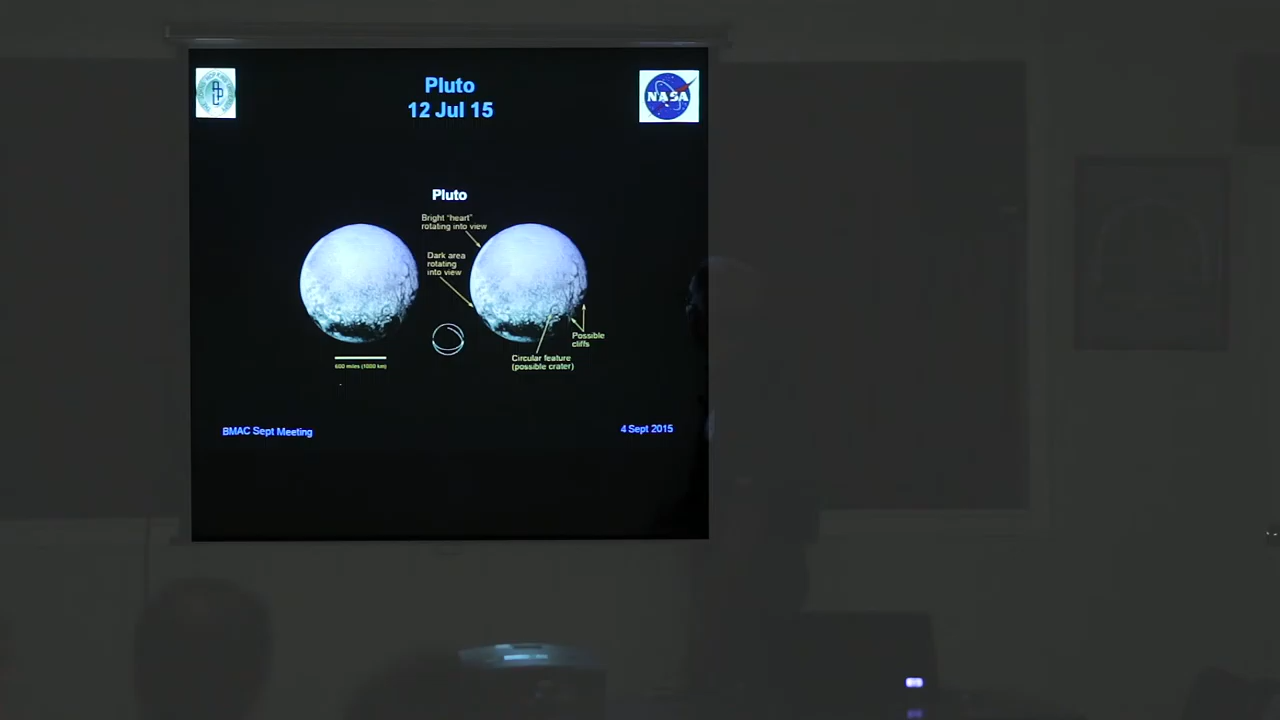 Pluto
12 Jul 15
NASA
Pluto
Bright "heart"
rotating into view
Dark area
rotating
into view
Possible
cliffs
Circular feature
(possible crater)
600 miles (1000 km)
BMAC Sept Meeting
4 Sept 2015